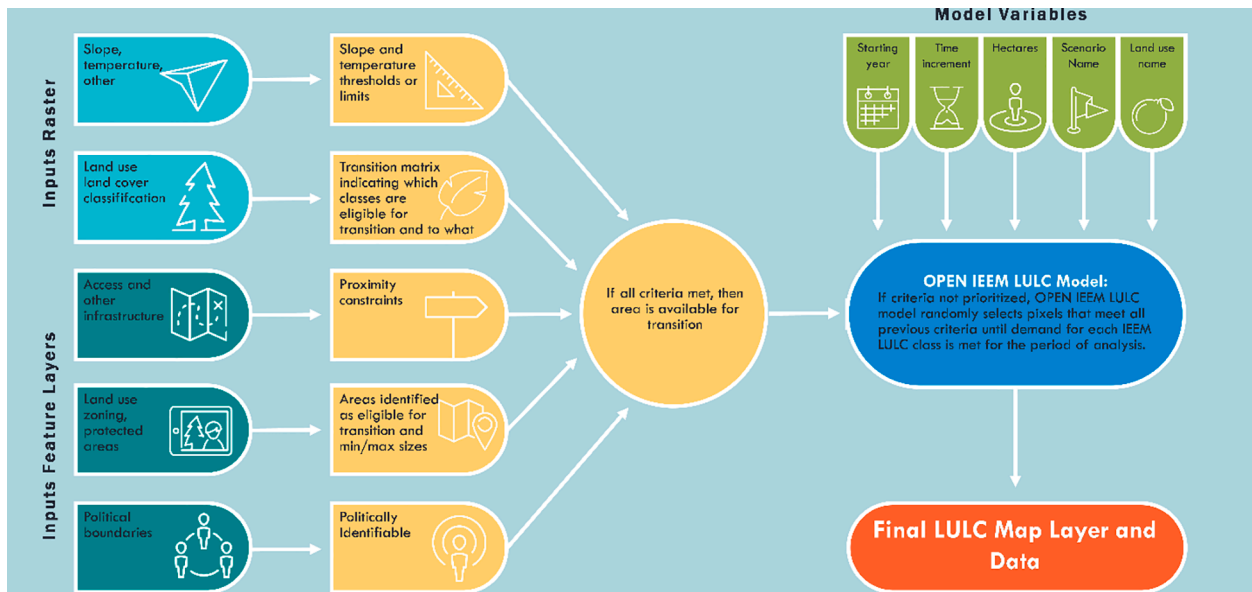 Model Variables
Inputs Raster
Slope,
temperature,
other
Slope and
temperature
thresholds or
limits
Starting
year
Time
increment
Hectares
Scenario
Name
Land use
name
Land use
land cover
classififcation
Transition matrix
indicating which
classes are
eligible for
transition and to what
Inputs Feature Layers
Access and
other
infrastructure
Proximity
constraints
If all criteria met, then
area is available for
transition
OPEN IEEM LULC Model:
If criteria not prioritized, OPEN IEEM LULC
model randomly selects pixels that meet all
previous criteria until demand for each IEEM
LULC class is met for the period of analysis.
Land use
zoning,
protected
areas
Areas identified
as eligible for
transition and
min/max sizes
Political
boundaries
Politically
Identifiable
Final LULC Map Layer and
Data